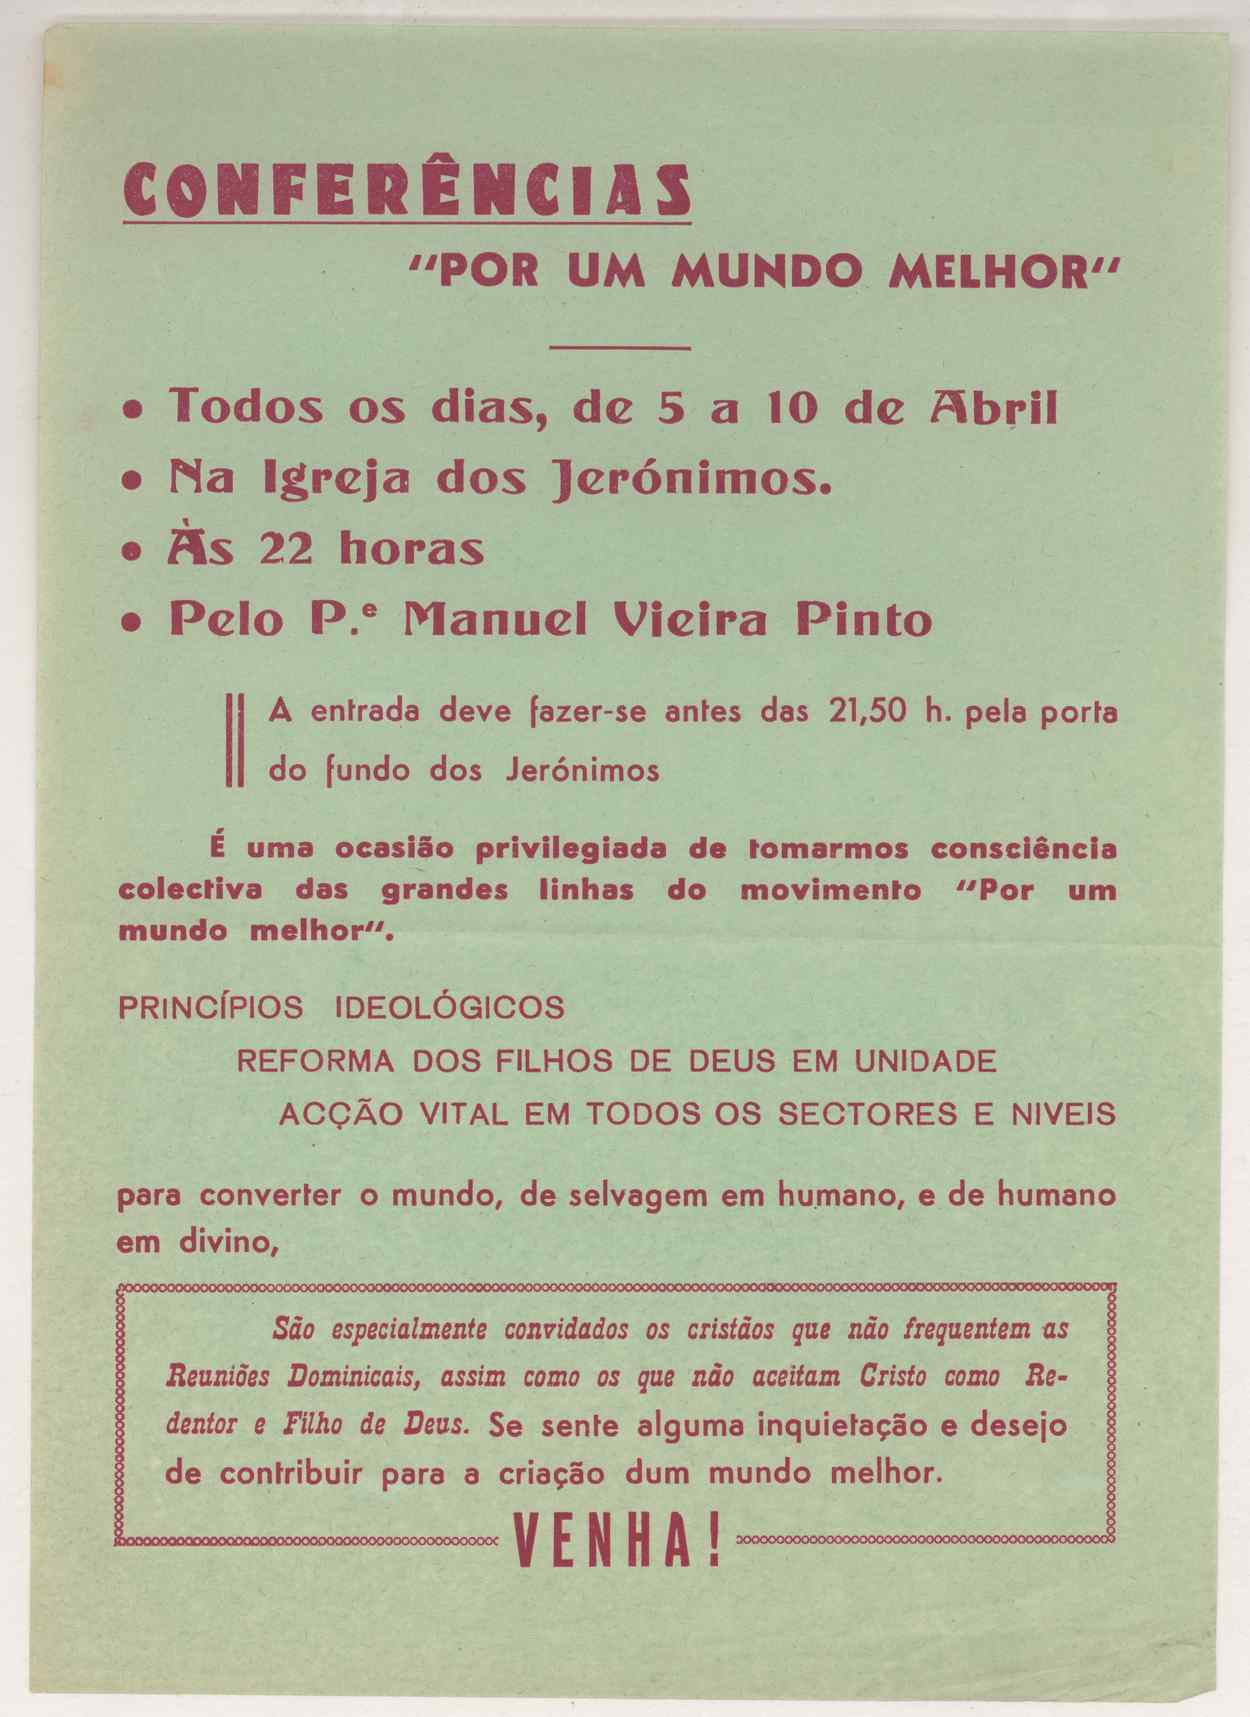 CONFERÊNCIAS
"POR UM MUNDO MELHOR"
• Todos os dias, de 5 a 10 de Abril
• Na Igreja dos Jerónimos.
• Às 22 horas
• Pelo P.e Manuel Vieira Pinto
A entrada deve fazer-se antes das 21,50 h. pela porta
do fundo dos Jerónimos
É uma ocasião privilegiada de tomarmos consciência
colectiva das grandes linhas do movimento "Por um
mundo melhor".
PRINCÍPIOS IDEOLÓGICOS
REFORMA DOS FILHOS DE DEUS EM UNIDADE
ACÇÃO VITAL EM TODOS OS SECTORES E NIVEIS
para converter o mundo, de selvagem em humano, e de humano
em divino,
São especialmente convidados os cristãos que não frequentem as
Reuniões Dominicais, assim como os que não aceitam Cristo como Re-
dentor e Filho de Deus. Se sente alguma inquietação e desejo
de contribuir para a criação dum mundo melhor.
VENHA!